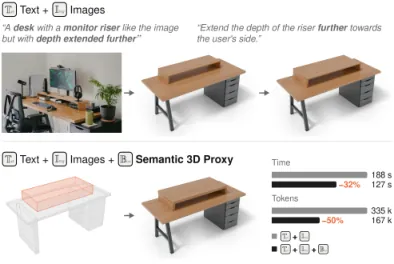 T Text + I Images
“A desk with a monitor riser like the image
but with depth extended further”
“Extend the depth of the riser further towards
the user's side.”
T Text + I Images + B Semantic 3D Proxy
Time
188 s
−32% 127 s
Tokens
335 k
−50% 167 k
T + I
T + I + B